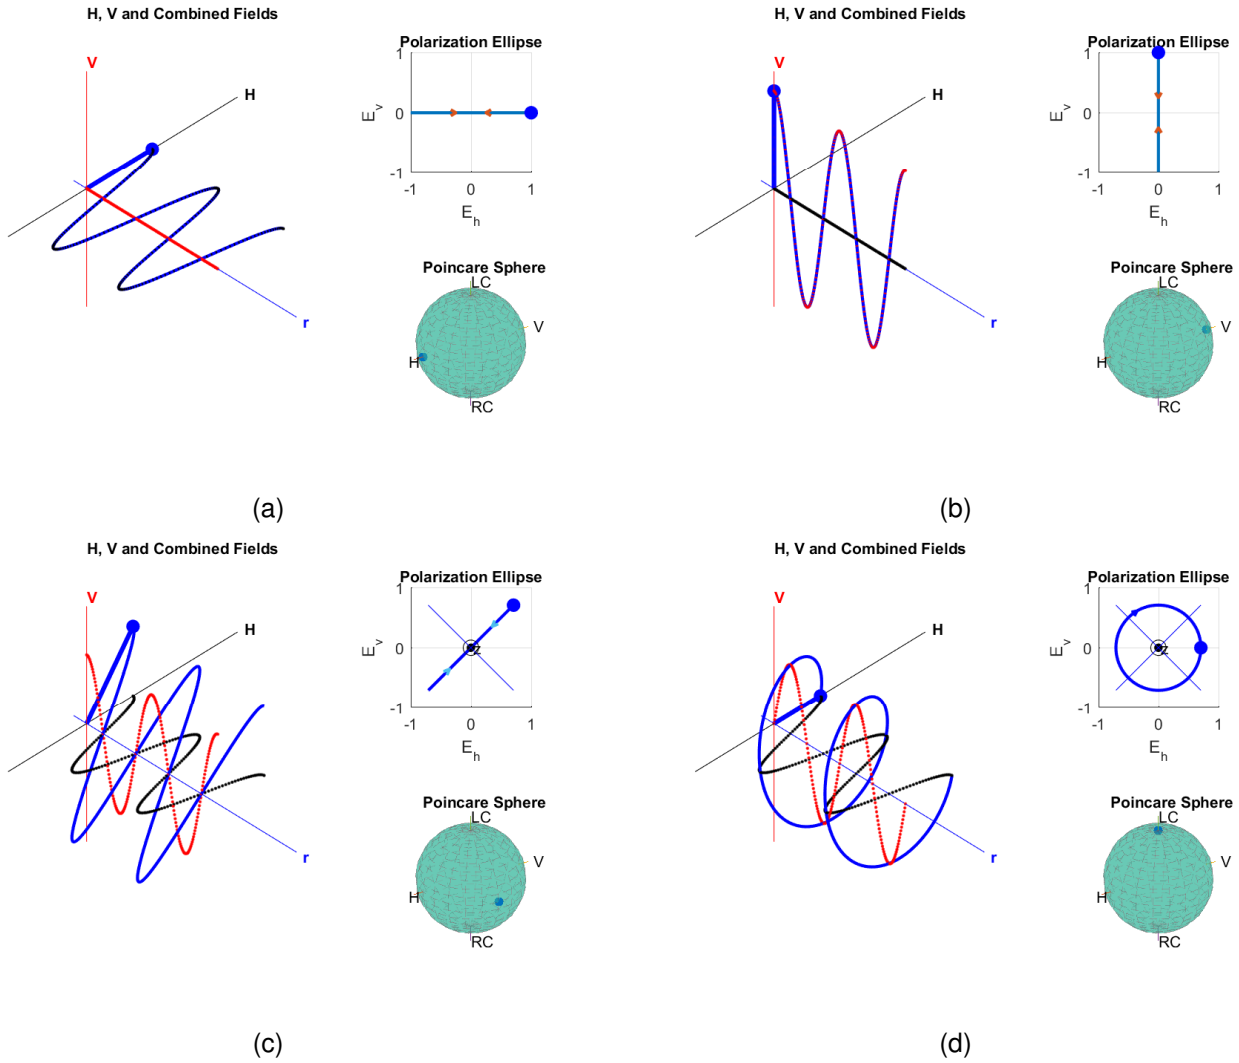 H, V and Combined Fields
V
H
r
Polarization Ellipse
1
0
-1
E_v
-1 0 1
E_h
Poincare Sphere
LC
V
H
RC
(a)
H, V and Combined Fields
V
H
r
Polarization Ellipse
1
0
-1
E_v
-1 0 1
E_h
Poincare Sphere
LC
V
H
RC
(b)
H, V and Combined Fields
V
H
r
Polarization Ellipse
1
0
-1
E_v
z
-1 0 1
E_h
Poincare Sphere
LC
V
H
RC
(c)
H, V and Combined Fields
V
H
r
Polarization Ellipse
1
0
-1
E_v
z
-1 0 1
E_h
Poincare Sphere
LC
V
H
RC
(d)